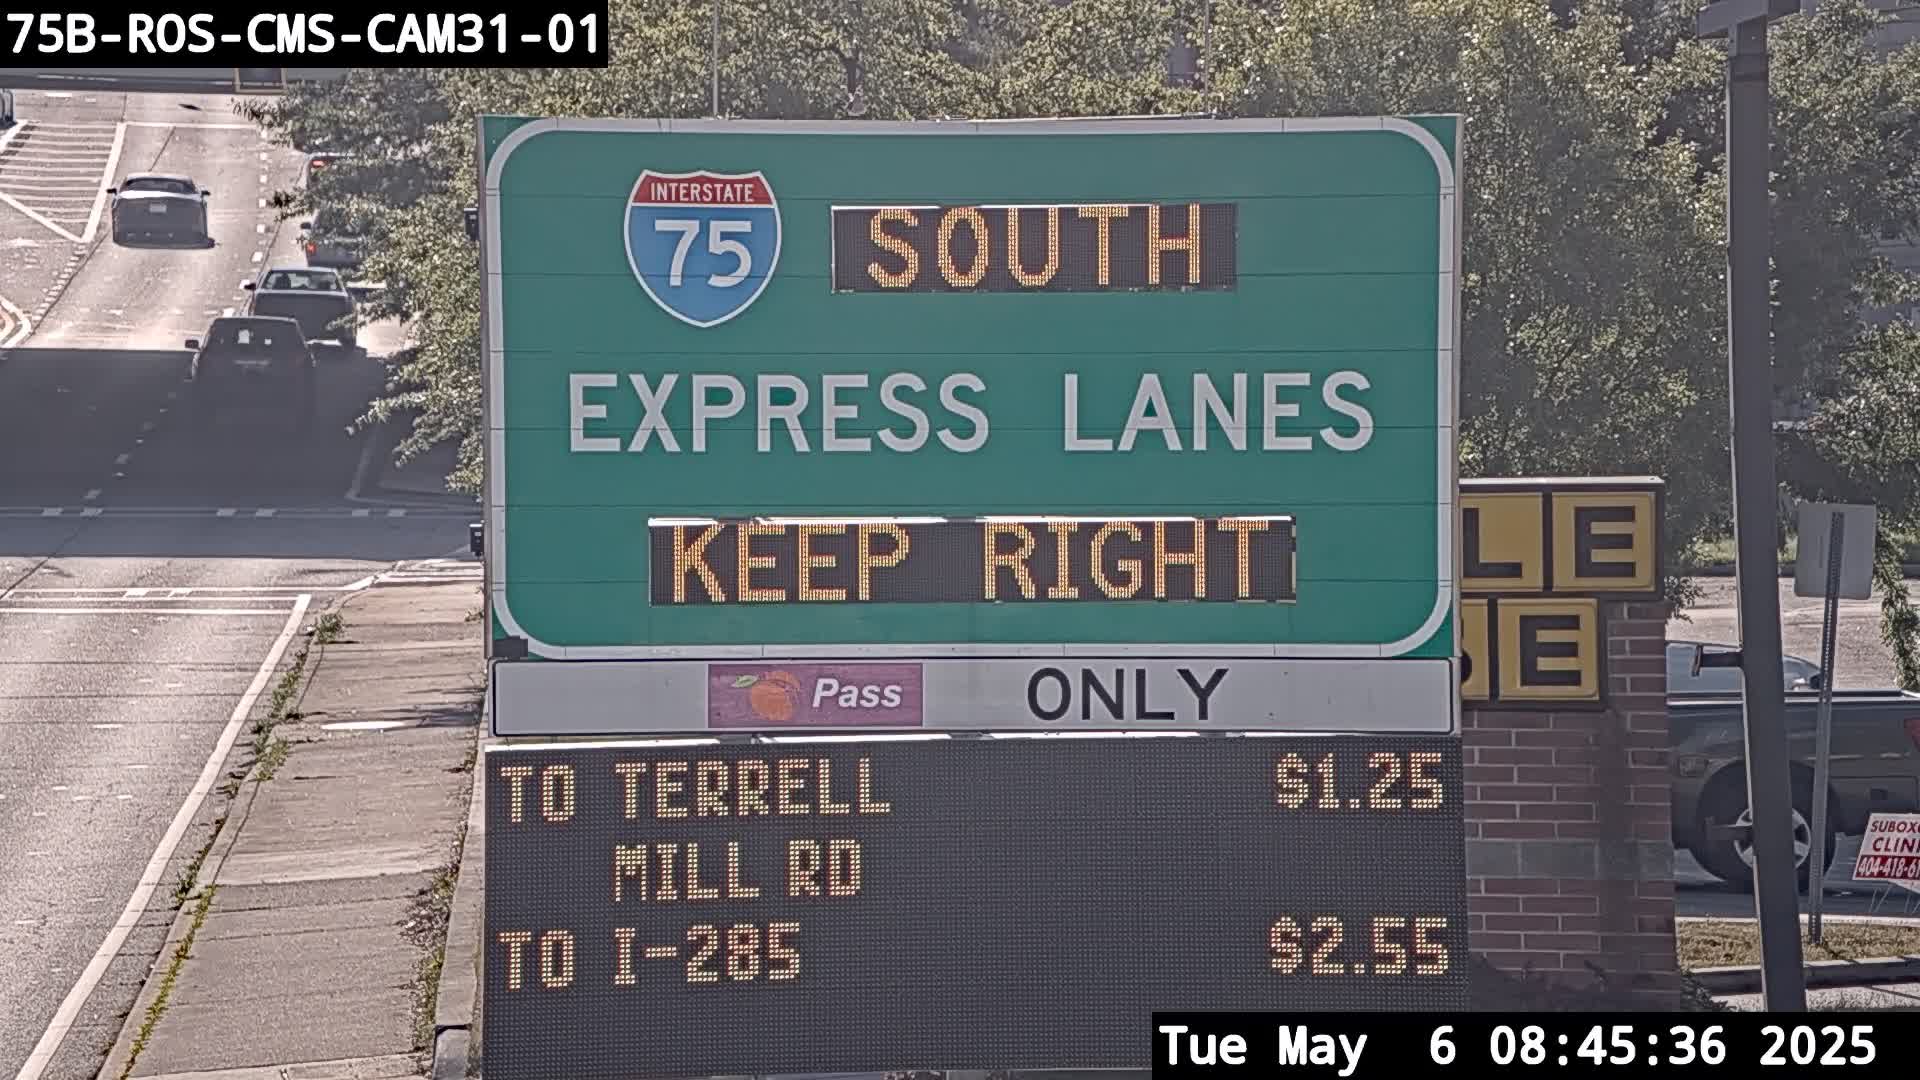 75B-ROS-CMS-CAM31-01
INTERSTATE
75
SOUTH
EXPRESS LANES
KEEP RIGHT
Pass ONLY
TO TERRELL $1.25
MILL RD
TO I-285 $2.55
LE
E
Tue May 6 08:45:36 2025